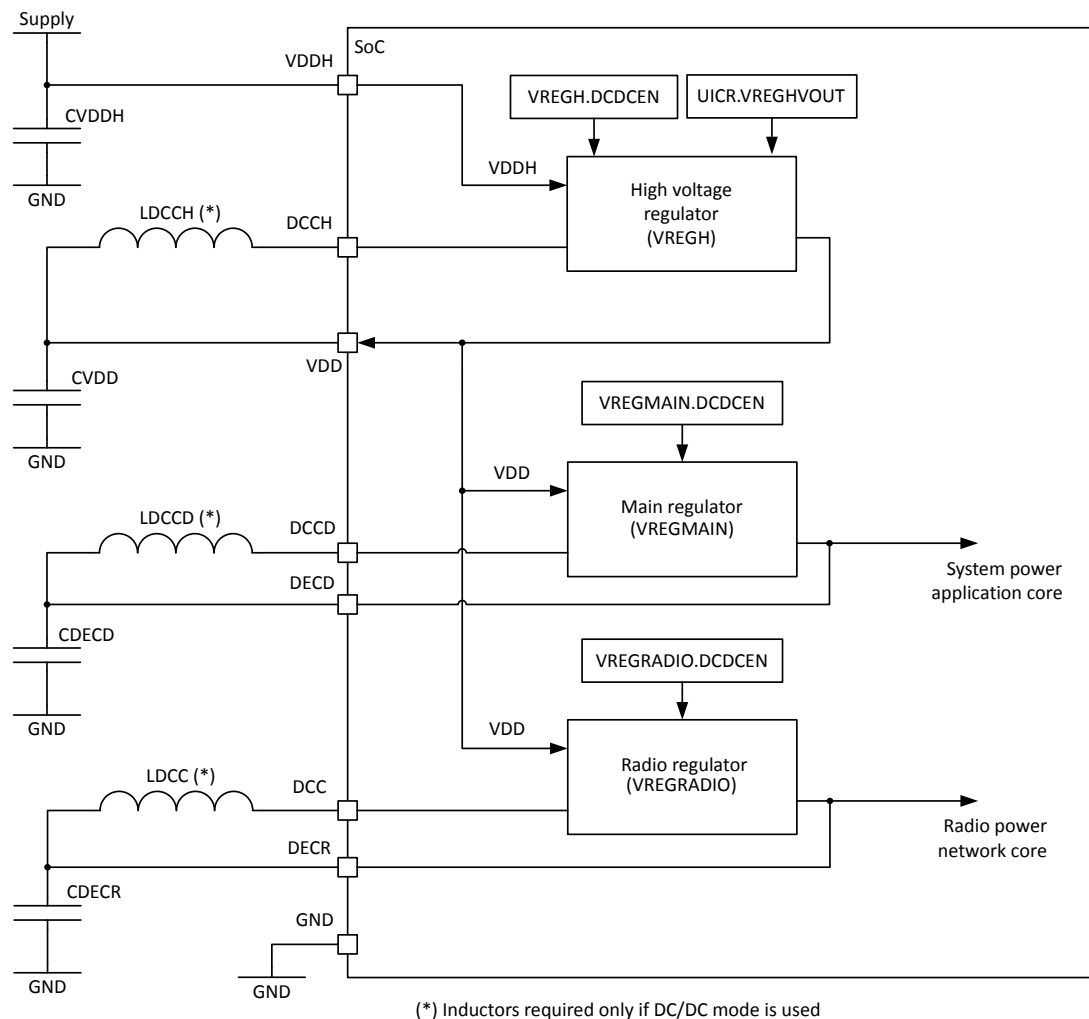 Supply
SoC
VDDH
VREGH.DCDCEN
UICR.VREGHVOUT
CVDDH
VDDH
GND
High voltage
regulator
(VREGH)
LDCCH (*)
DCCH
VDD
CVDD
VREGMAIN.DCDCEN
GND
VDD
Main regulator
(VREGMAIN)
LDCCD (*)
DCCD
DECD
System power
application core
CDECD
VREGRADIO.DCDCEN
GND
VDD
Radio regulator
(VREGRADIO)
LDCC (*)
DCC
DECR
Radio power
network core
CDECR
GND
GND
GND
(*) Inductors required only if DC/DC mode is used